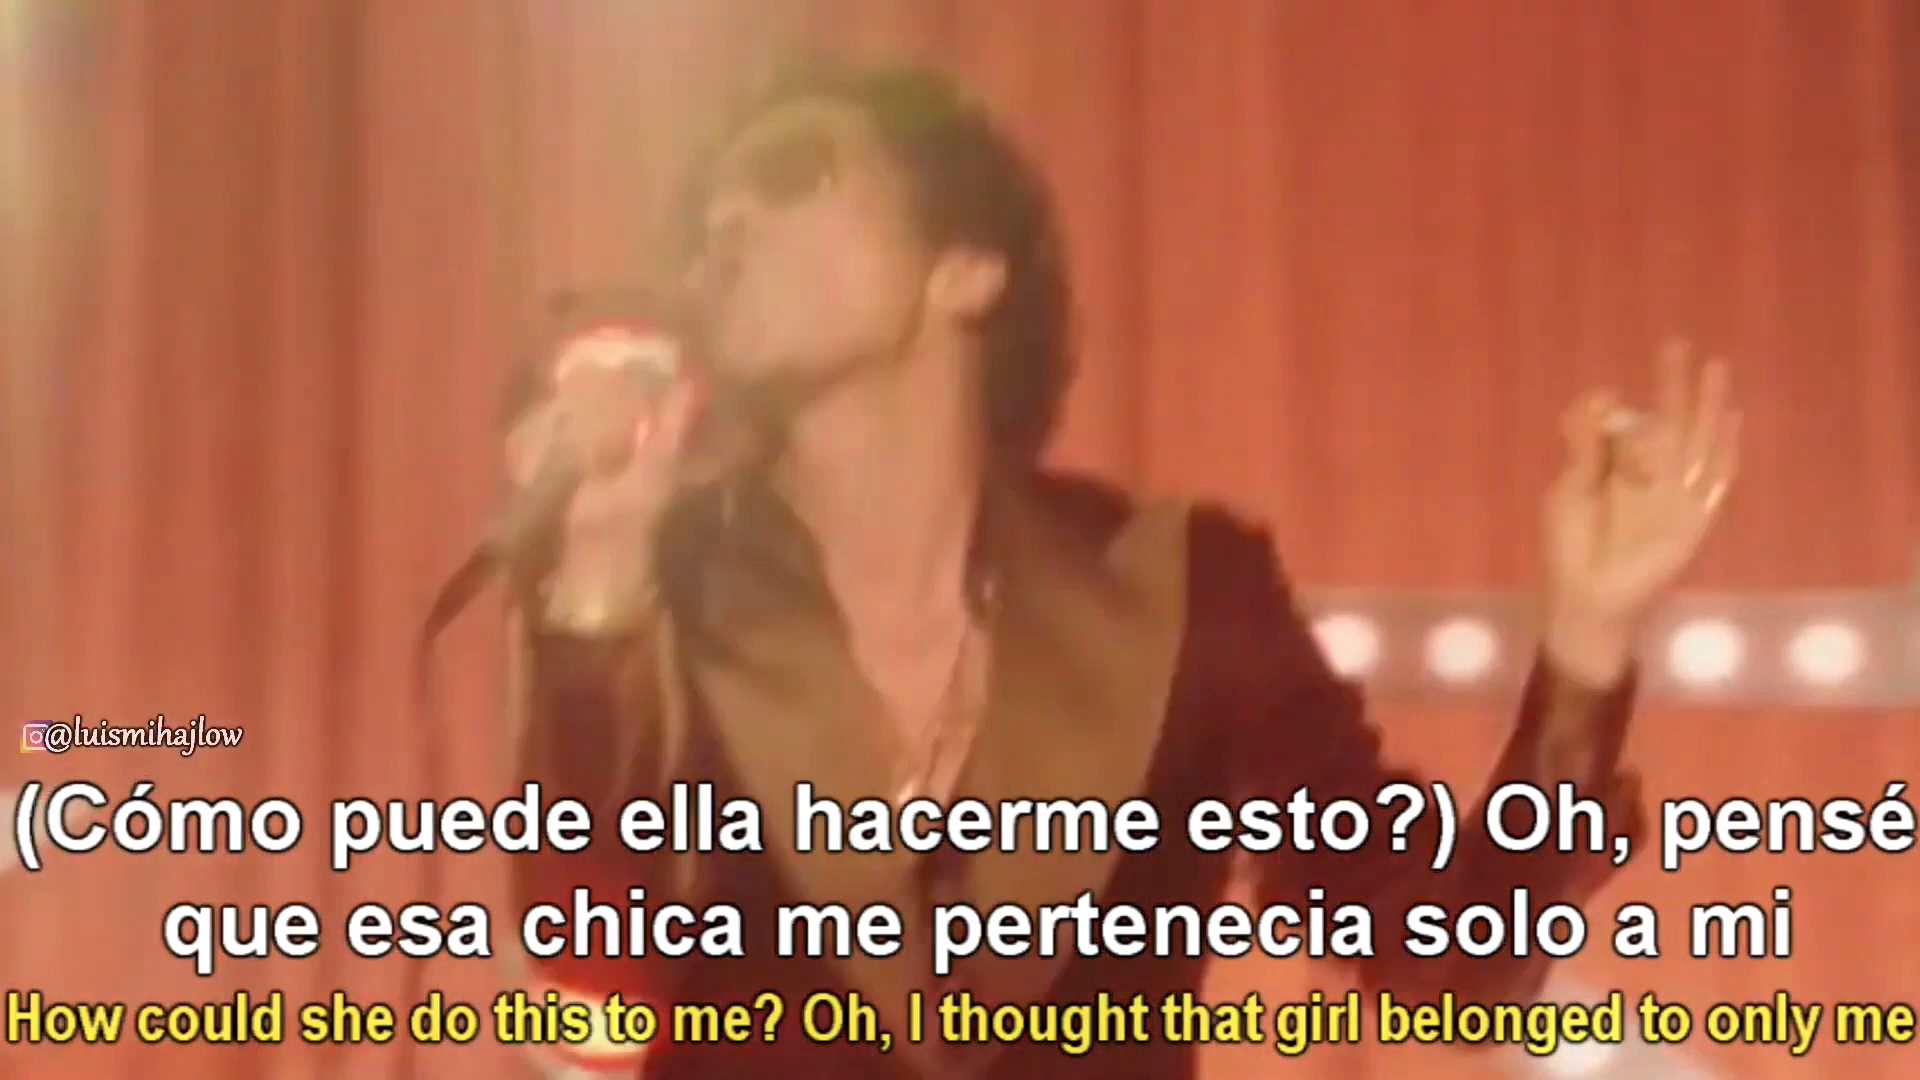 @luismihajlow
(Cómo puede ella hacerme esto?) Oh, pensé
que esa chica me pertenecia solo a mi
How could she do this to me? Oh, I thought that girl belonged to only me